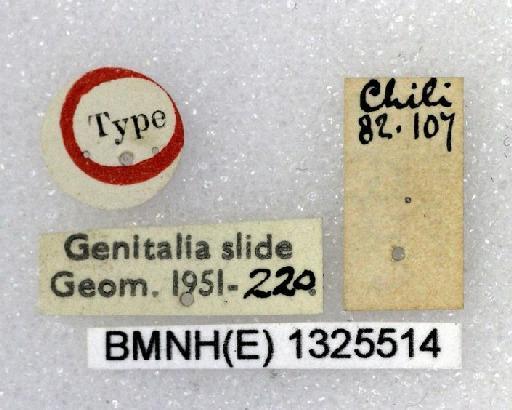 Type
Chili
82.107
Genitalia slide
Geom. 1951-220.
BMNH(E) 1325514